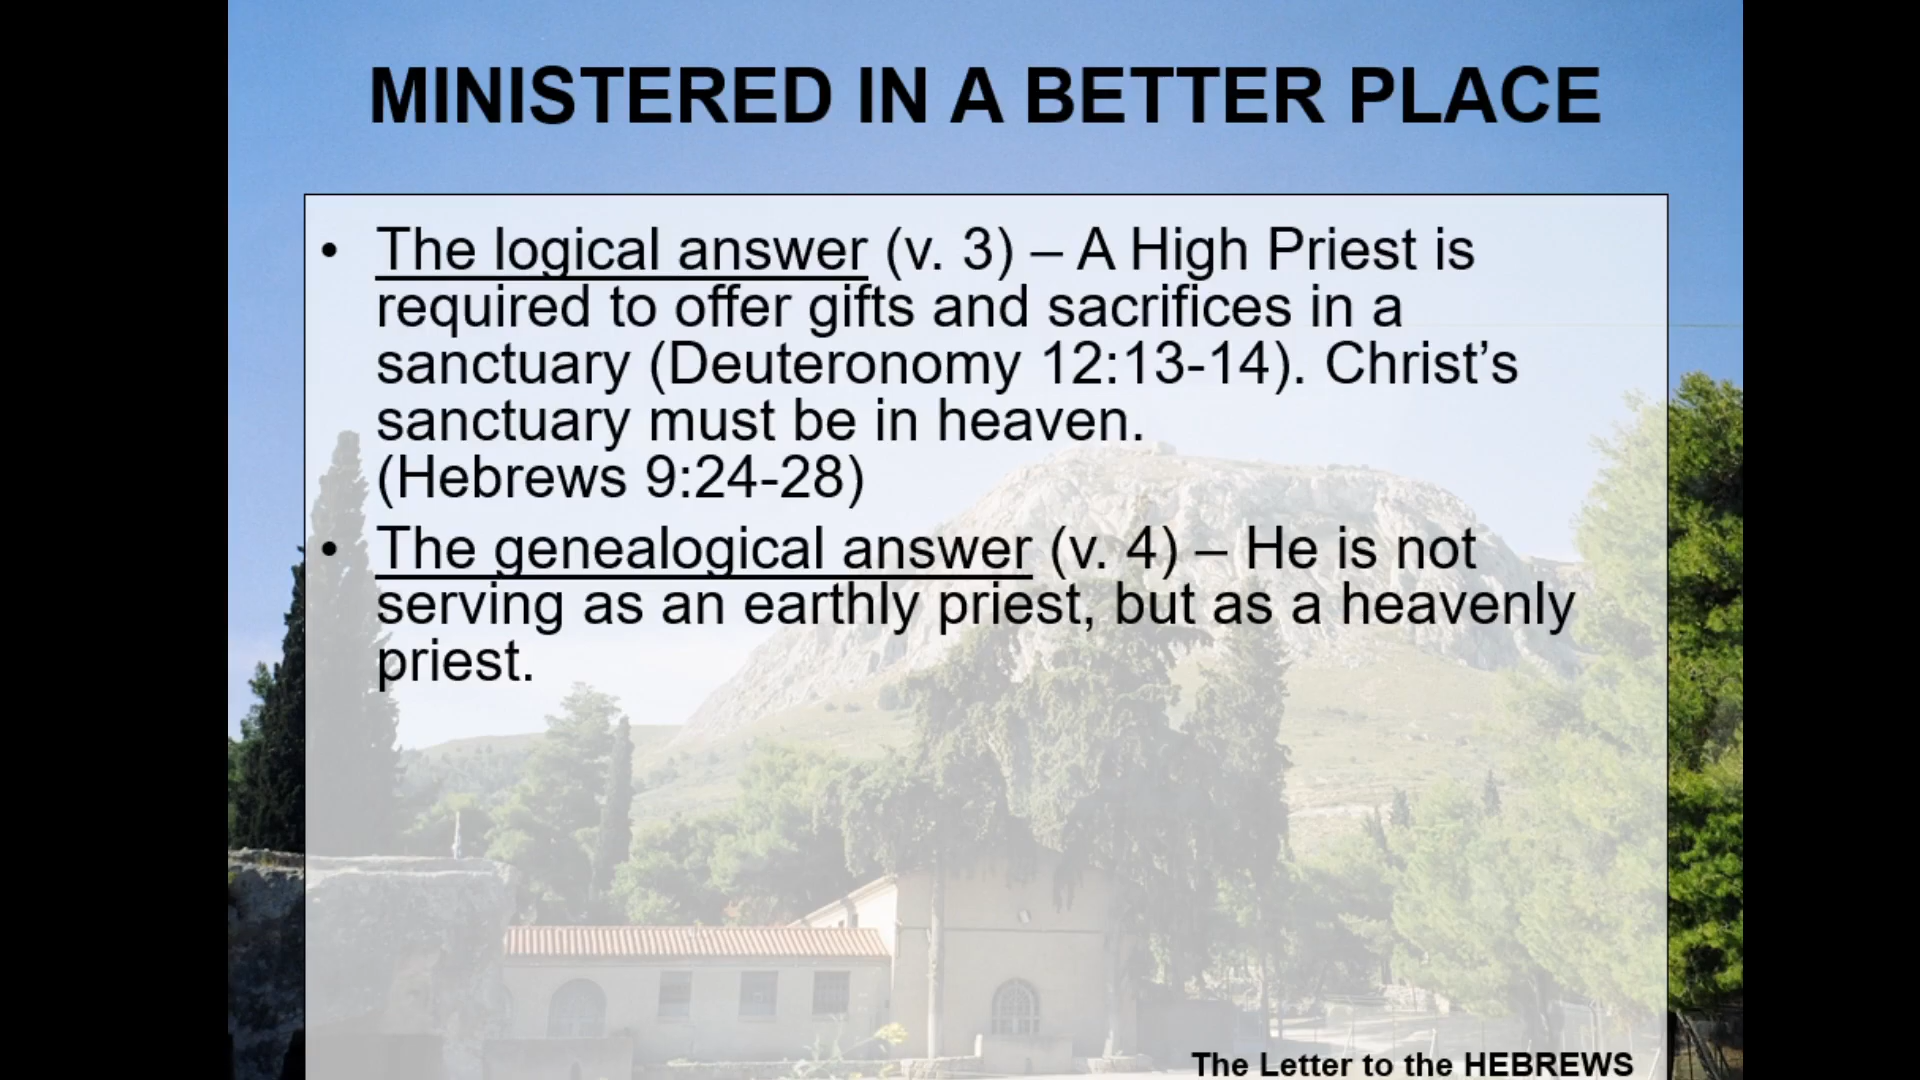 MINISTERED IN A BETTER PLACE
• The logical answer (v. 3) – A High Priest is
required to offer gifts and sacrifices in a
sanctuary (Deuteronomy 12:13-14). Christ’s
sanctuary must be in heaven.
(Hebrews 9:24-28)
• The genealogical answer (v. 4) – He is not
serving as an earthly priest, but as a heavenly
priest.
The Letter to the HEBREWS